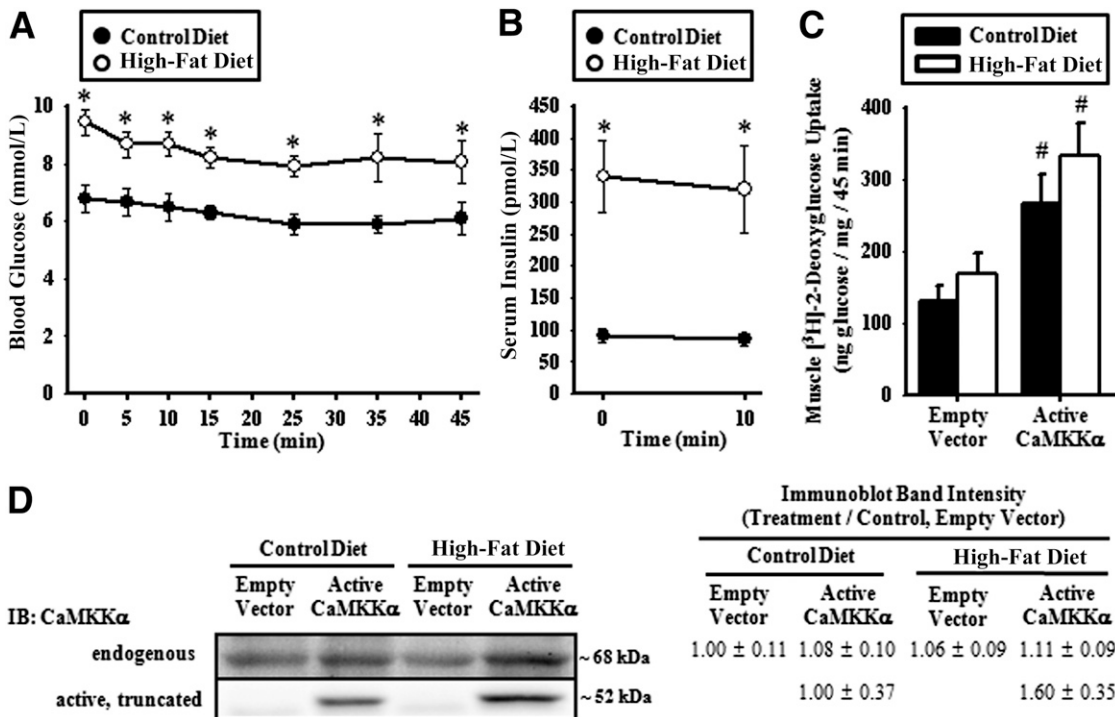 A
Control Diet
High-Fat Diet
Blood Glucose (mmol/L)
10
8
6
4
2
0
* * * * * * *
0 5 10 15 20 25 30 35 40 45
Time (min)
B
Control Diet
High-Fat Diet
Serum Insulin (pmol/L)
450
400
350
300
250
200
150
100
50
0
* *
0 10
Time (min)
C
Control Diet
High-Fat Diet
Muscle [³H]-2-Deoxyglucose Uptake
(ng glucose / mg / 45 min)
400
300
200
100
0
# #
Empty Vector
Active CaMKKα
D
Control Diet High-Fat Diet
Empty Active Empty Active
Vector CaMKKα Vector CaMKKα
IB: CaMKKα
endogenous ~ 68 kDa
active, truncated ~ 52 kDa
Immunoblot Band Intensity
(Treatment / Control, Empty Vector)
Control Diet High-Fat Diet
Empty Active Empty Active
Vector CaMKKα Vector CaMKKα
1.00 ± 0.11 1.08 ± 0.10 1.06 ± 0.09 1.11 ± 0.09
1.00 ± 0.37 1.60 ± 0.35